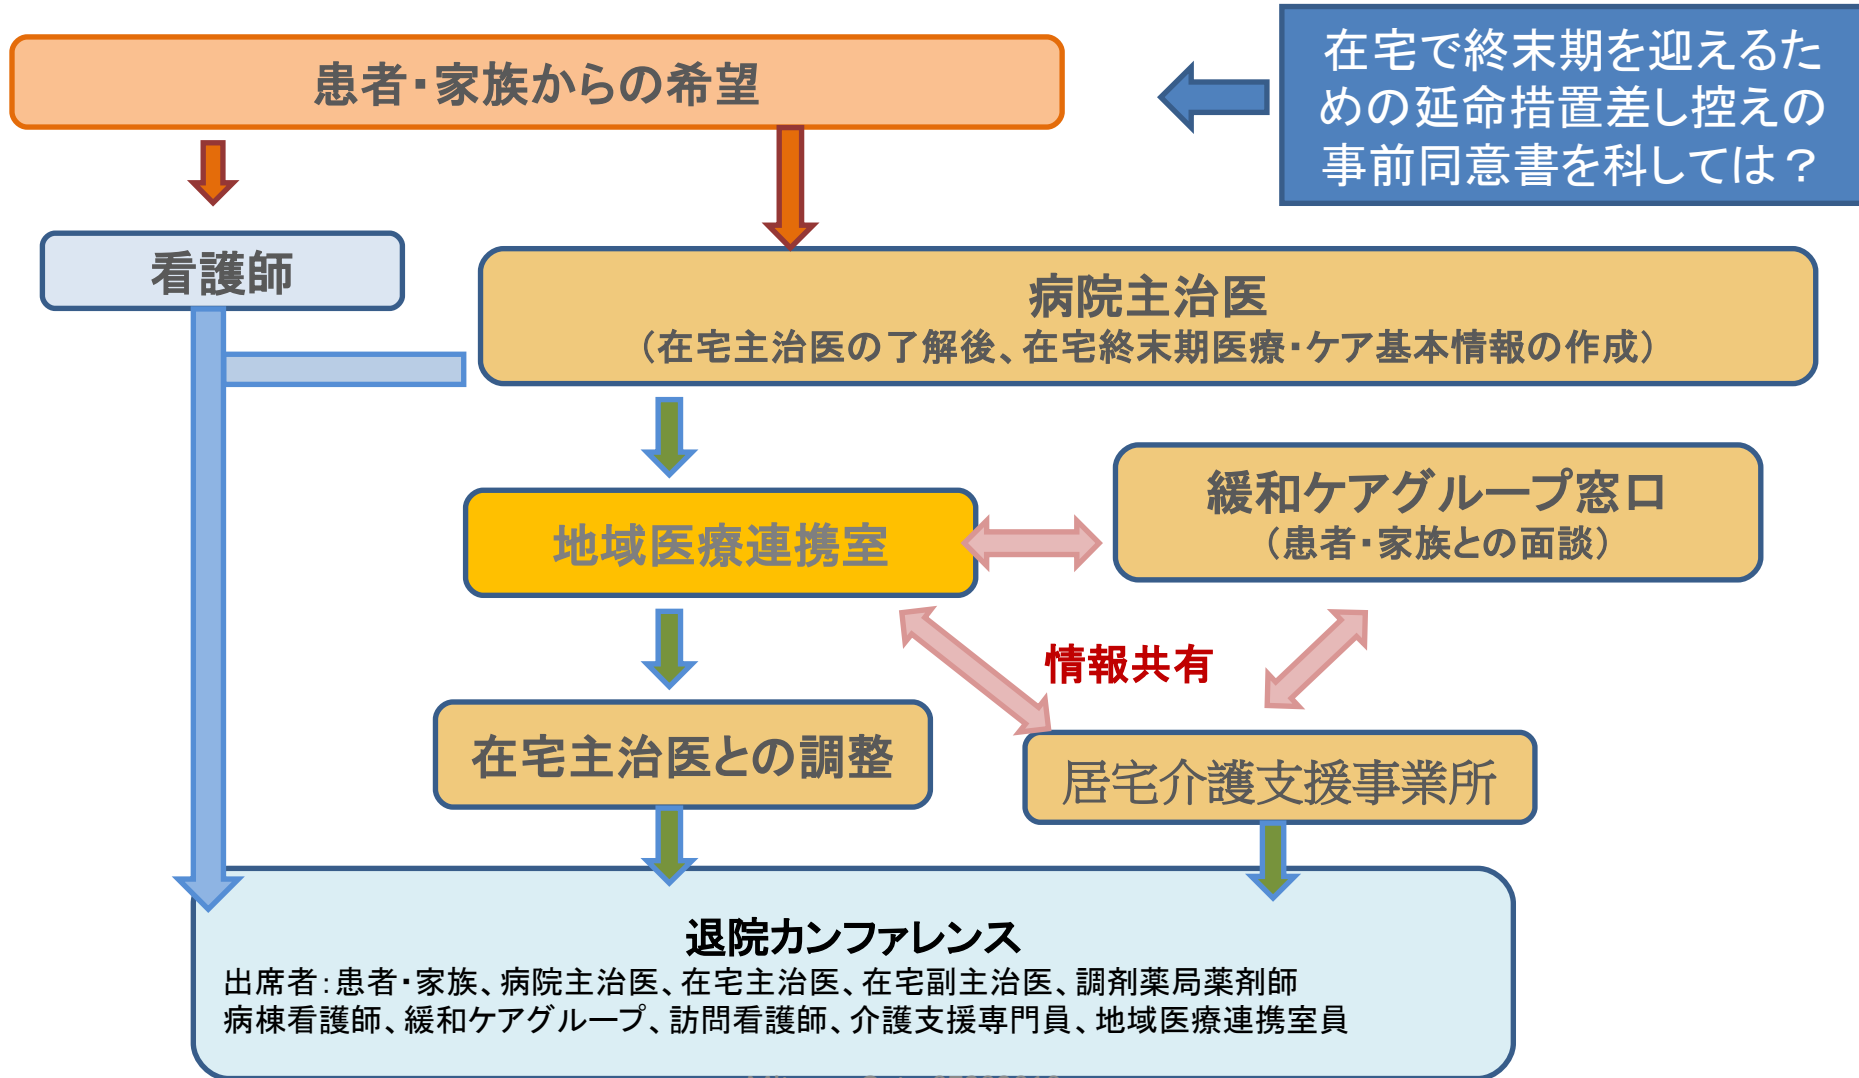 患者・家族からの希望
在宅で終末期を迎えるた
めの延命措置差し控えの
事前同意書を科しては？
看護師
病院主治医
（在宅主治医の了解後、在宅終末期医療・ケア基本情報の作成）
地域医療連携室
緩和ケアグループ窓口
（患者・家族との面談）
情報共有
在宅主治医との調整
居宅介護支援事業所
退院カンファレンス
出席者：患者・家族、病院主治医、在宅主治医、在宅副主治医、調剤薬局薬剤師
病棟看護師、緩和ケアグループ、訪問看護師、介護支援専門員、地域医療連携室員